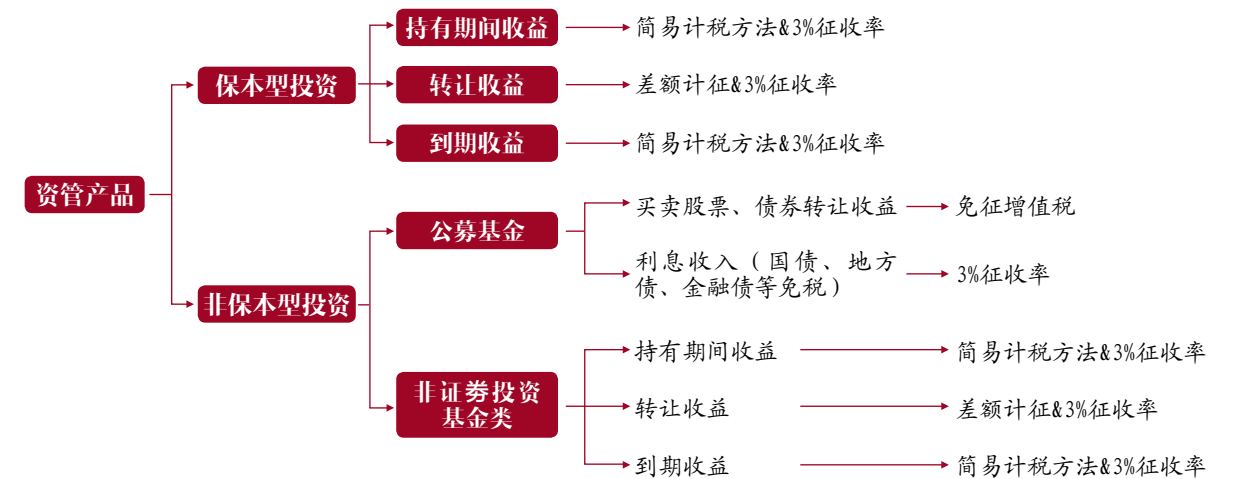 资管产品
保本型投资
持有期间收益
简易计税方法&3%征收率
转让收益
差额计征&3%征收率
到期收益
简易计税方法&3%征收率
非保本型投资
公募基金
买卖股票、债券转让收益
免征增值税
利息收入（国债、地方
债、金融债等免税）
3%征收率
非证券投资
基金类
持有期间收益
简易计税方法&3%征收率
转让收益
差额计征&3%征收率
到期收益
简易计税方法&3%征收率